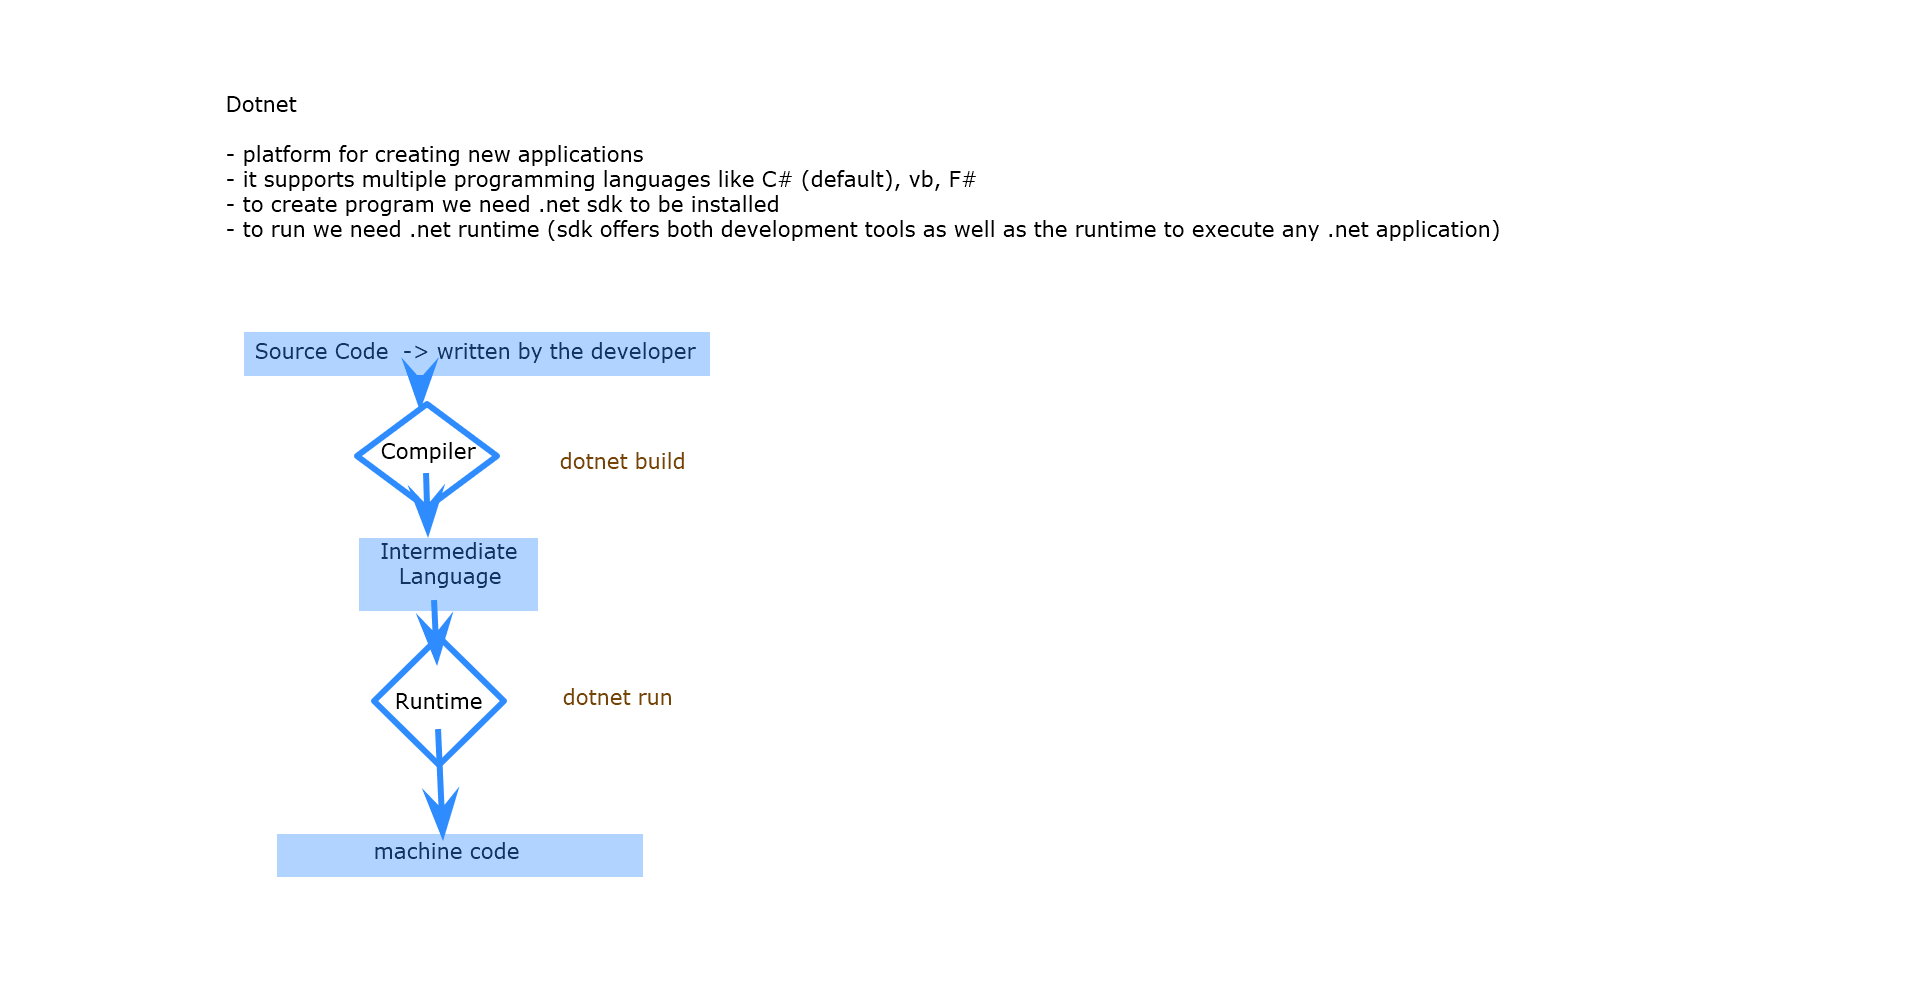 Dotnet
- platform for creating new applications
- it supports multiple programming languages like C# (default), vb, F#
- to create program we need .net sdk to be installed
- to run we need .net runtime (sdk offers both development tools as well as the runtime to execute any .net application)
Source Code  -> written by the developer
Compiler
dotnet build
Intermediate
Language
Runtime
dotnet run
machine code